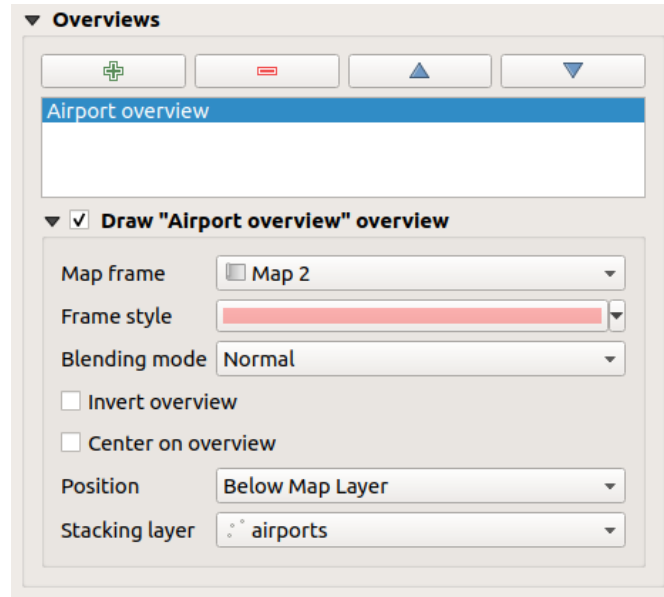 Overviews
Airport overview
Draw "Airport overview" overview
Map frame Map 2
Frame style
Blending mode Normal
Invert overview
Center on overview
Position Below Map Layer
Stacking layer airports